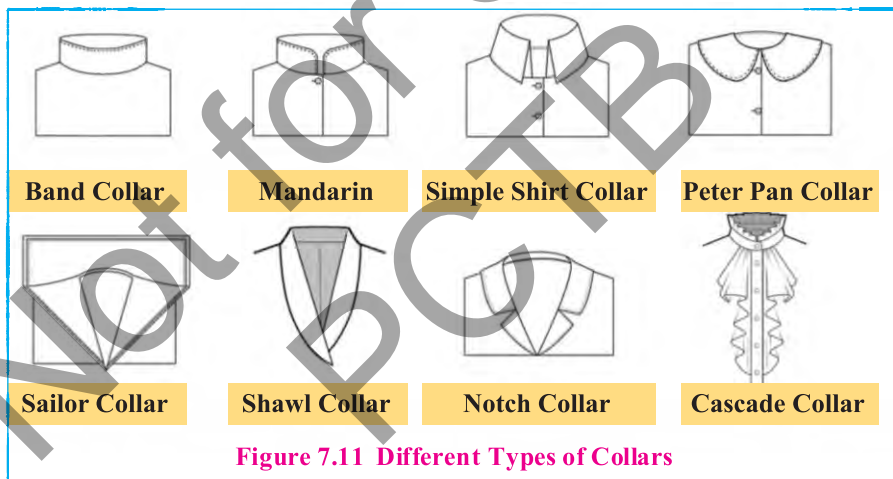 Band Collar Mandarin Simple Shirt Collar Peter Pan Collar
Sailor Collar Shawl Collar Notch Collar Cascade Collar
Figure 7.11 Different Types of Collars
Not for
PCTB